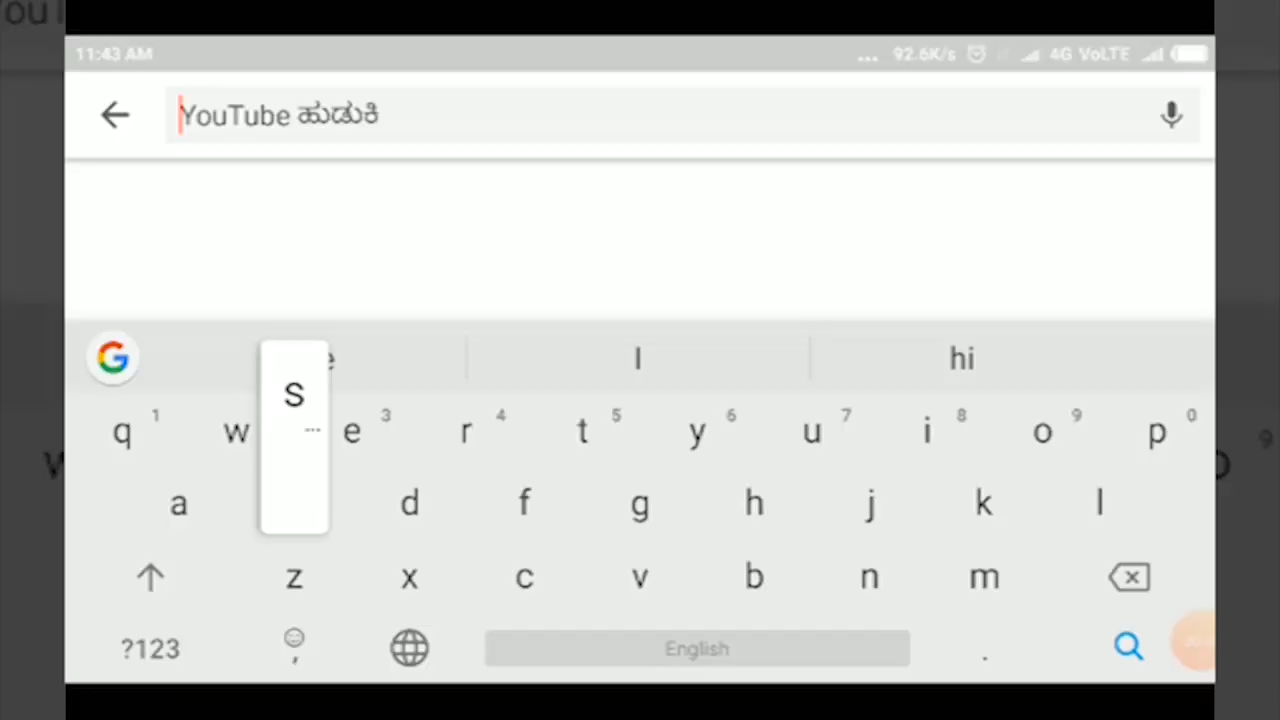 11:43 AM ... 92.6K/s 4G VoLTE
YouTube ಹುಡುಕಿ
I hi
q 1 w e 3 r 4 t 5 y 6 u 7 i 8 o 9 p 0
S
a d f g h j k l
z x c v b n m
?123 , English .